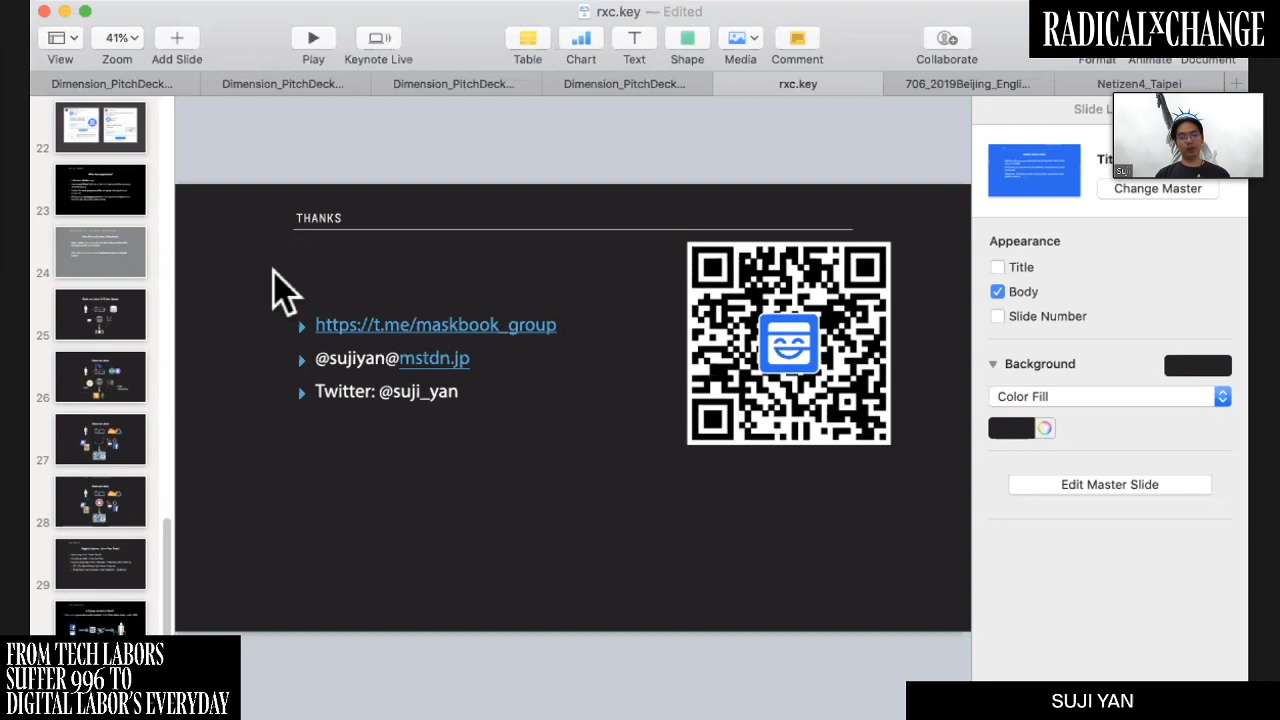 rxc.key — Edited
RADICALxCHANGE
41%
View
Zoom
Add Slide
Play
Keynote Live
Table
Chart
Text
Shape
Media
Comment
Collaborate
Format
Animate
Document
Dimension_PitchDeck...
Dimension_PitchDeck...
Dimension_PitchDeck...
Dimension_PitchDeck...
rxc.key
706_2019Beijing_Engli...
Netizen4_Taipei
Slide L
Suji
Change Master
22
23
24
25
26
27
28
29
THANKS
https://t.me/maskbook_group
@sujiyan@mstdn.jp
Twitter: @suji_yan
Appearance
Title
Body
Slide Number
Background
Color Fill
Edit Master Slide
FROM TECH LABORS
SUFFER 996 TO
DIGITAL LABOR'S EVERYDAY
SUJI YAN